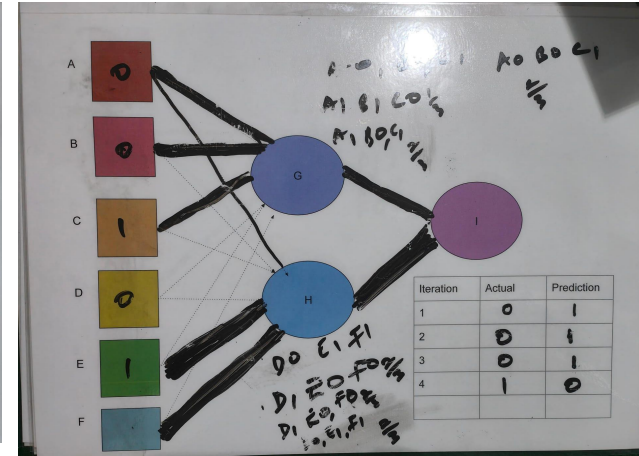 A 0
B 0
C 1
D 0
E 1
F
G
H
I
A0 B0 C1
A1 B1 C0
A1 B0, C1
D0 E1 F1
D1 E0 F0
D1 E0, F0
E1, F1
Iteration Actual Prediction
1 0 1
2 0 1
3 0 1
4 1 0